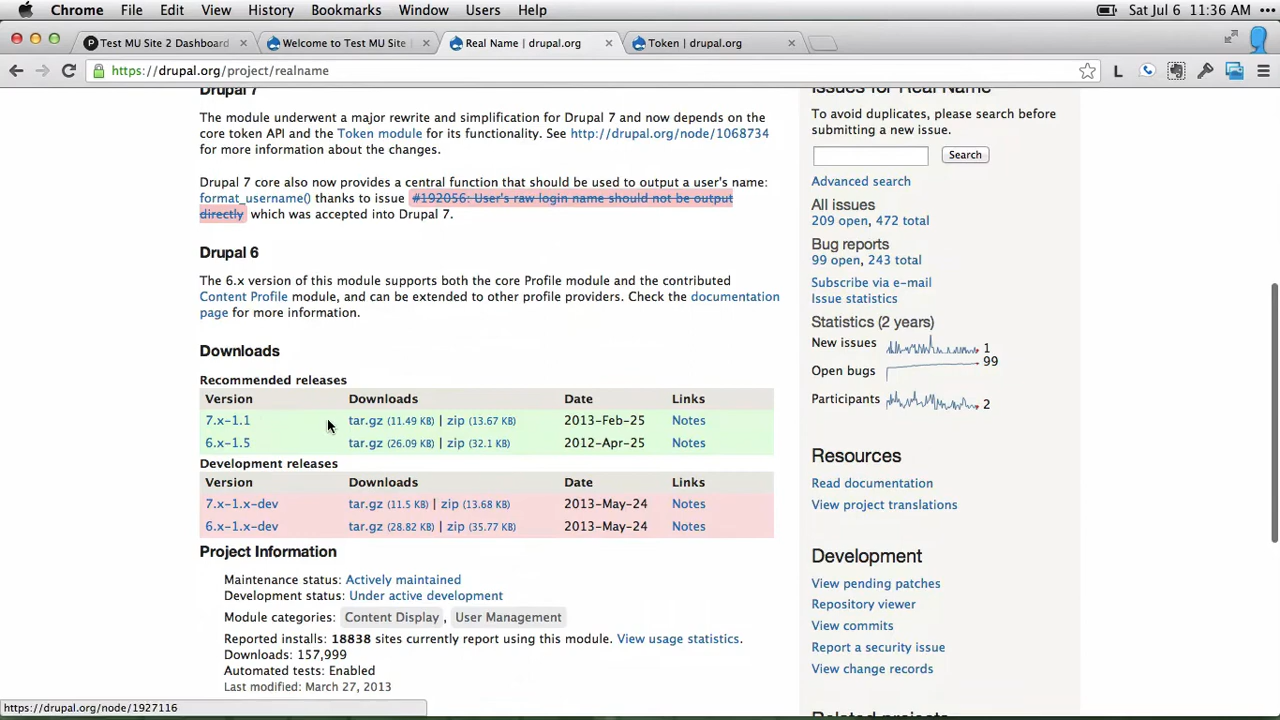 Chrome File Edit View History Bookmarks Window Users Help Sat Jul 6 11:36 AM
Test MU Site 2 Dashboard Welcome to Test MU Site Real Name | drupal.org Token | drupal.org
https://drupal.org/project/realname
Drupal 7
The module underwent a major rewrite and simplification for Drupal 7 and now depends on the
core token API and the Token module for its functionality. See http://drupal.org/node/1068734
for more information about the changes.
Drupal 7 core also now provides a central function that should be used to output a user's name:
format_username() thanks to issue #192056: User's raw login name should not be output
directly which was accepted into Drupal 7.
Drupal 6
The 6.x version of this module supports both the core Profile module and the contributed
Content Profile module, and can be extended to other profile providers. Check the documentation
page for more information.
Downloads
Recommended releases
Version Downloads Date Links
7.x-1.1 tar.gz (11.49 KB) | zip (13.67 KB) 2013-Feb-25 Notes
6.x-1.5 tar.gz (26.09 KB) | zip (32.1 KB) 2012-Apr-25 Notes
Development releases
Version Downloads Date Links
7.x-1.x-dev tar.gz (11.5 KB) | zip (13.68 KB) 2013-May-24 Notes
6.x-1.x-dev tar.gz (28.82 KB) | zip (35.77 KB) 2013-May-24 Notes
Project Information
Maintenance status: Actively maintained
Development status: Under active development
Module categories: Content Display , User Management
Reported installs: 18838 sites currently report using this module. View usage statistics.
Downloads: 157,999
Automated tests: Enabled
Last modified: March 27, 2013
Issues for Real Name
To avoid duplicates, please search before
submitting a new issue.
Search
Advanced search
All issues
209 open, 472 total
Bug reports
99 open, 243 total
Subscribe via e-mail
Issue statistics
Statistics (2 years)
New issues 1
Open bugs 99
Participants 2
Resources
Read documentation
View project translations
Development
View pending patches
Repository viewer
View commits
Report a security issue
View change records
Related projects
https://drupal.org/node/1927116